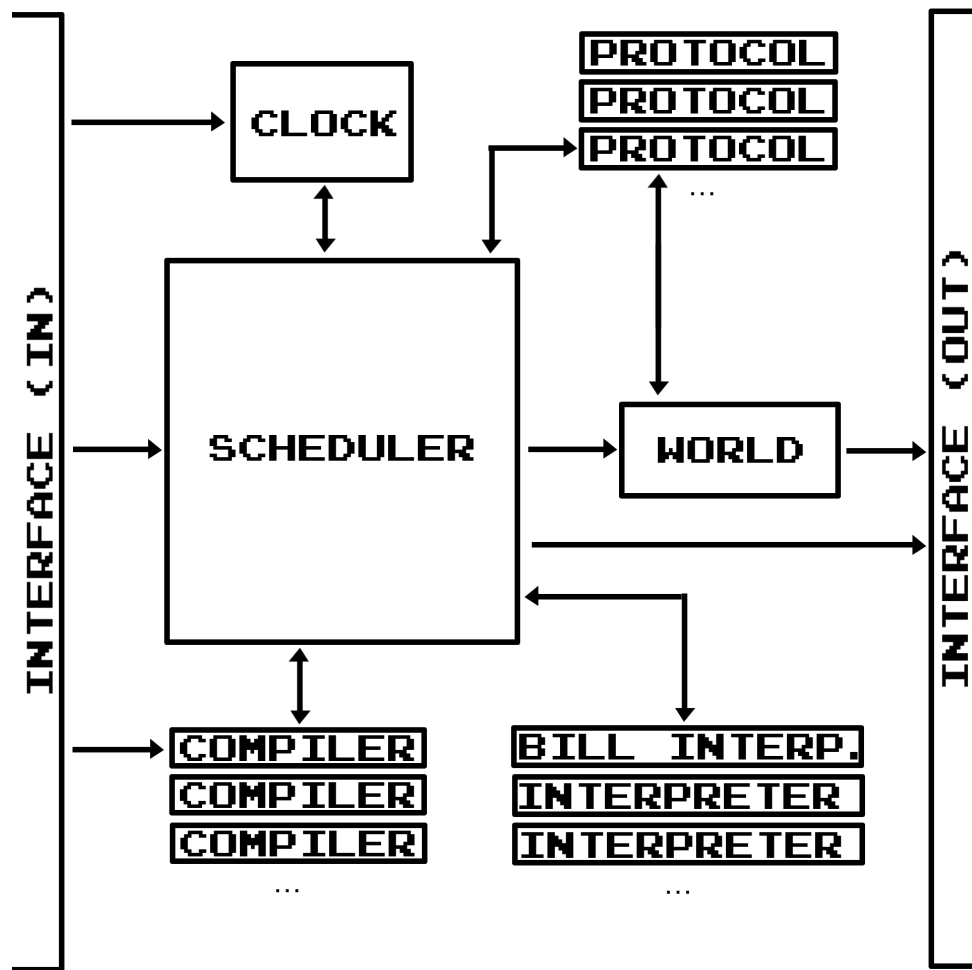 INTERFACE (IN)
CLOCK
PROTOCOL
PROTOCOL
PROTOCOL
...
SCHEDULER
WORLD
INTERFACE (OUT)
COMPILER
COMPILER
COMPILER
...
BILL INTERP.
INTERPRETER
INTERPRETER
...